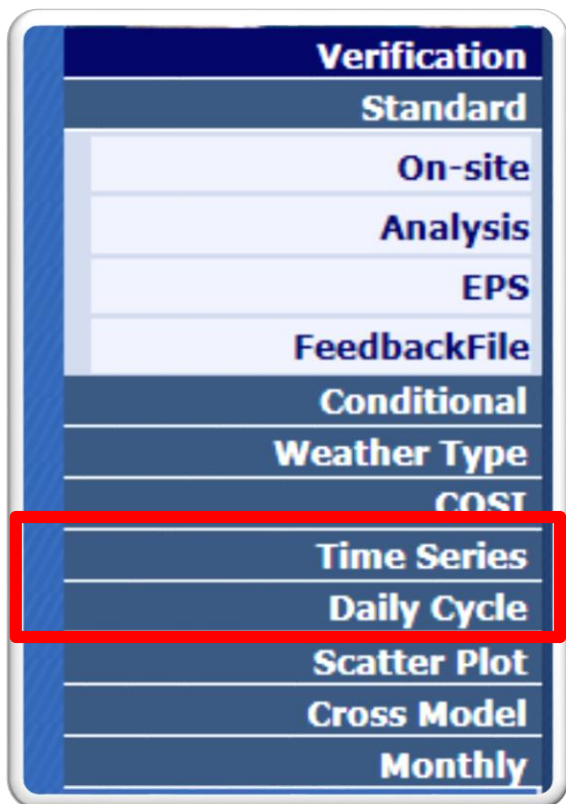 Verification
Standard
On-site
Analysis
EPS
FeedbackFile
Conditional
Weather Type
COSI
Time Series
Daily Cycle
Scatter Plot
Cross Model
Monthly